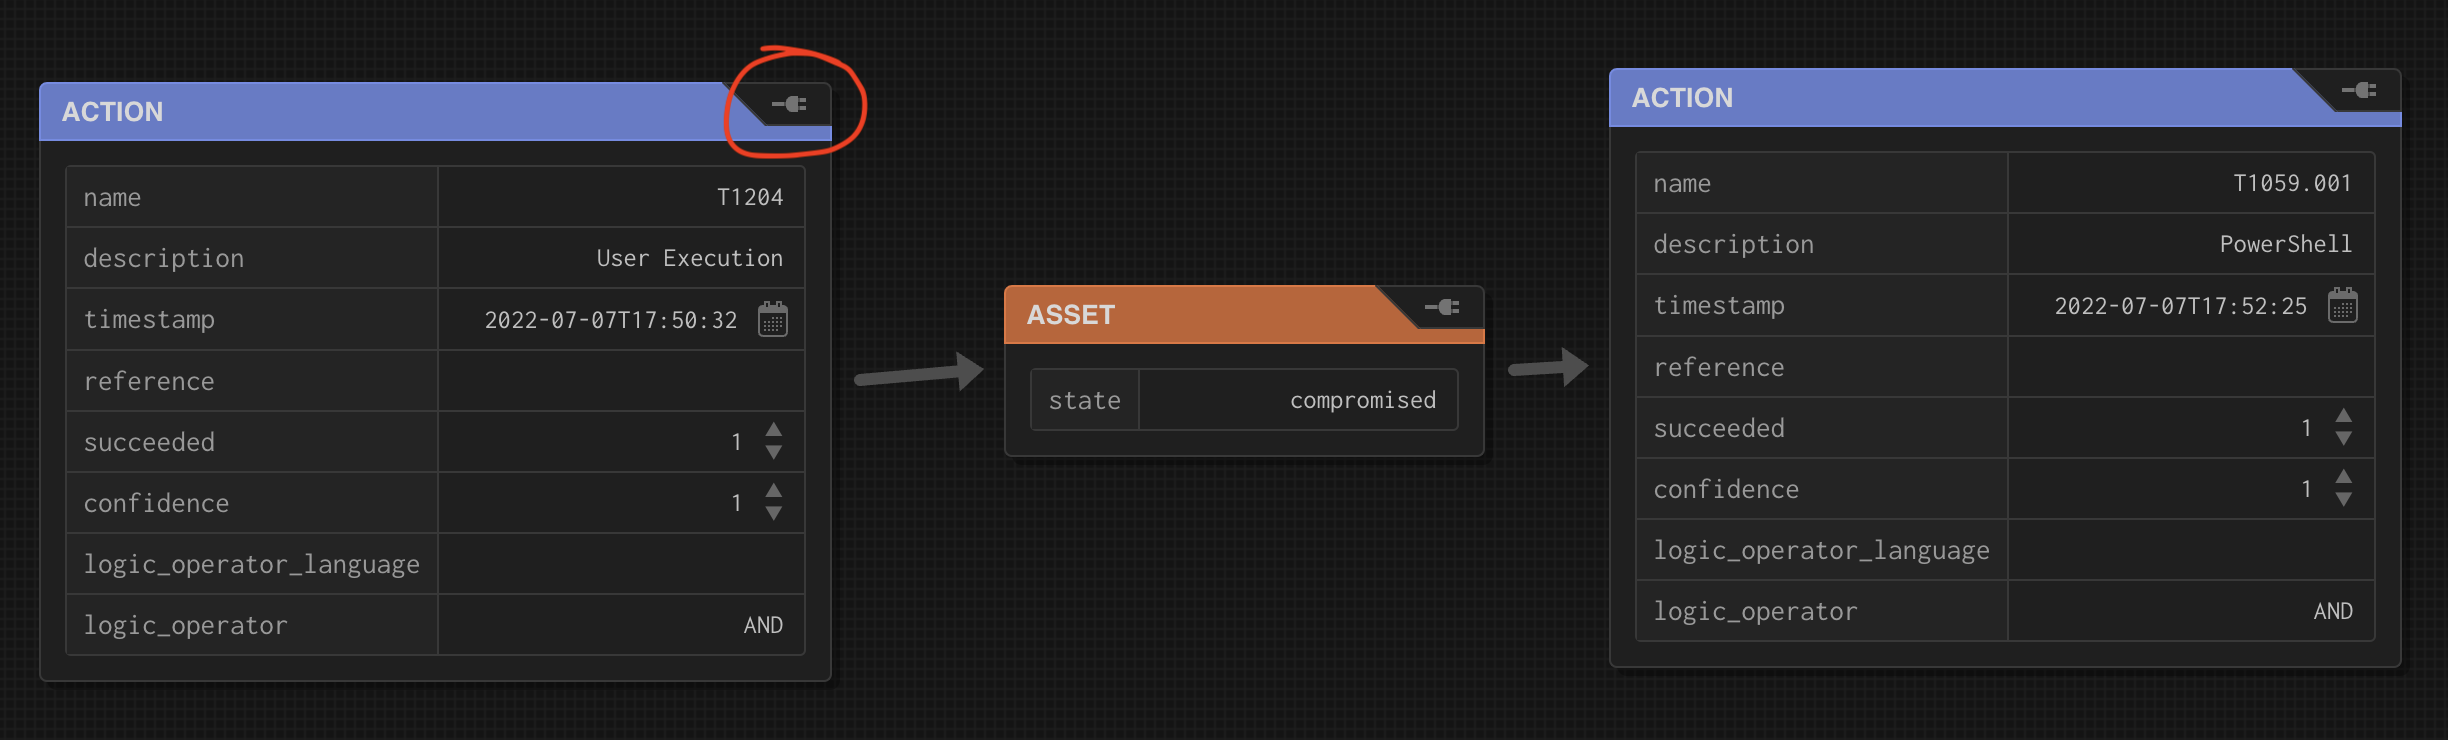 ACTION
name T1204
description User Execution
timestamp 2022-07-07T17:50:32
reference
succeeded 1
confidence 1
logic_operator_language
logic_operator AND
ASSET
state compromised
ACTION
name T1059.001
description PowerShell
timestamp 2022-07-07T17:52:25
reference
succeeded 1
confidence 1
logic_operator_language
logic_operator AND